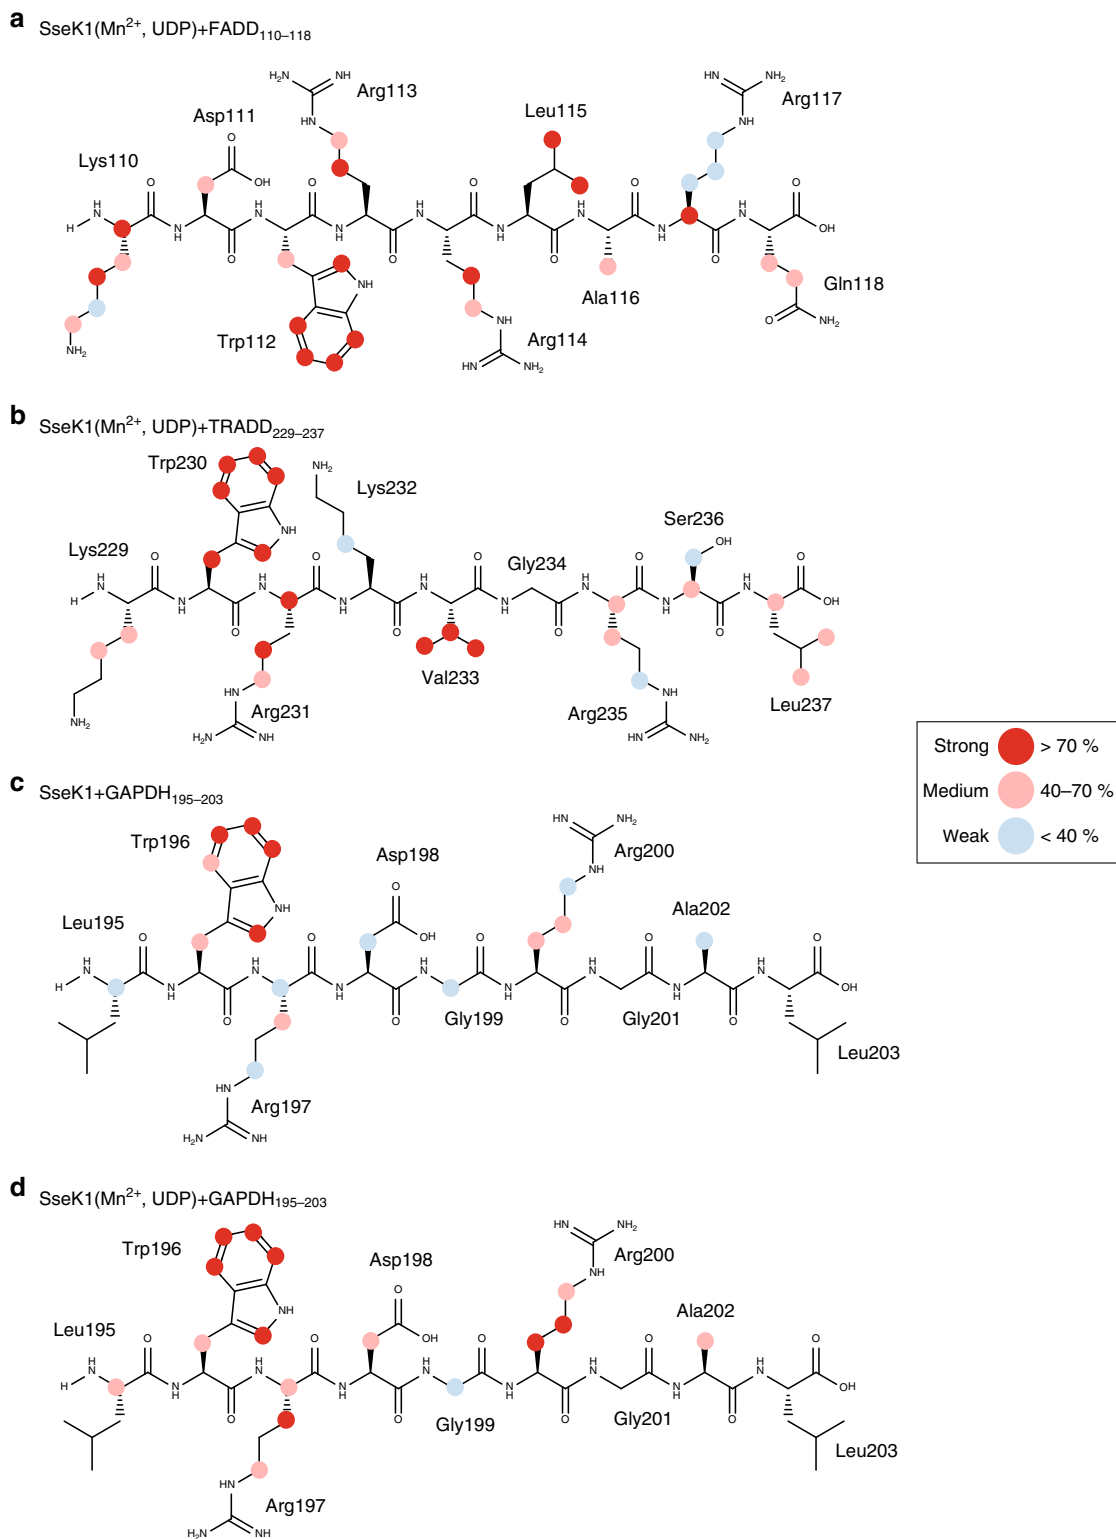 a SseK1(Mn²⁺, UDP)+FADD₁₁₀₋₁₁₈
H₂N NH
Arg113
HN NH₂
Arg117
Leu115
Asp111
O
HN
HN
Lys110
OH
H
N
O
H
N
O
H
N
O
H
N
O
H
N
O
H
N
H
O
N
H
O
N
H
O
N
H
O
OH
NH
Ala116
Gln118
Trp112
HN
Arg114
O NH₂
NH₂
HN NH₂
b SseK1(Mn²⁺, UDP)+TRADD₂₂₉₋₂₃₇
Trp230
NH₂
Lys232
Ser236
OH
NH
Lys229
Gly234
H
N
O
H
N
O
H
N
O
H
N
O
H
N
O
H
N
H
O
N
H
O
N
H
O
N
H
O
OH
Val233
HN
Arg231
NH₂
Arg235
NH
Leu237
H₂N NH
HN NH₂
Strong > 70 %
Medium 40–70 %
Weak < 40 %
c SseK1+GAPDH₁₉₅₋₂₀₃
Trp196
HN NH₂
Arg200
Asp198
HN
O
NH
OH
Ala202
Leu195
H
N
O
H
N
O
H
N
O
H
N
O
H
N
O
H
N
H
O
N
H
O
N
H
O
N
H
O
OH
Gly199
Gly201
Leu203
HN
Arg197
H₂N NH
d SseK1(Mn²⁺, UDP)+GAPDH₁₉₅₋₂₀₃
Trp196
HN NH₂
Arg200
Asp198
HN
O
NH
OH
Ala202
Leu195
H
N
O
H
N
O
H
N
O
H
N
O
H
N
O
H
N
H
O
N
H
O
N
H
O
N
H
O
OH
Gly199
Gly201
Leu203
HN
Arg197
H₂N NH